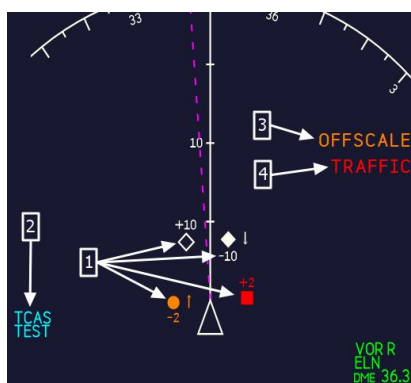 33
36
3
3
OFFSCALE
10
4
TRAFFIC
2
+10
↓
1
-10
+2
↑
-2
TCAS
TEST
VOR R
ELN
DME 36.3